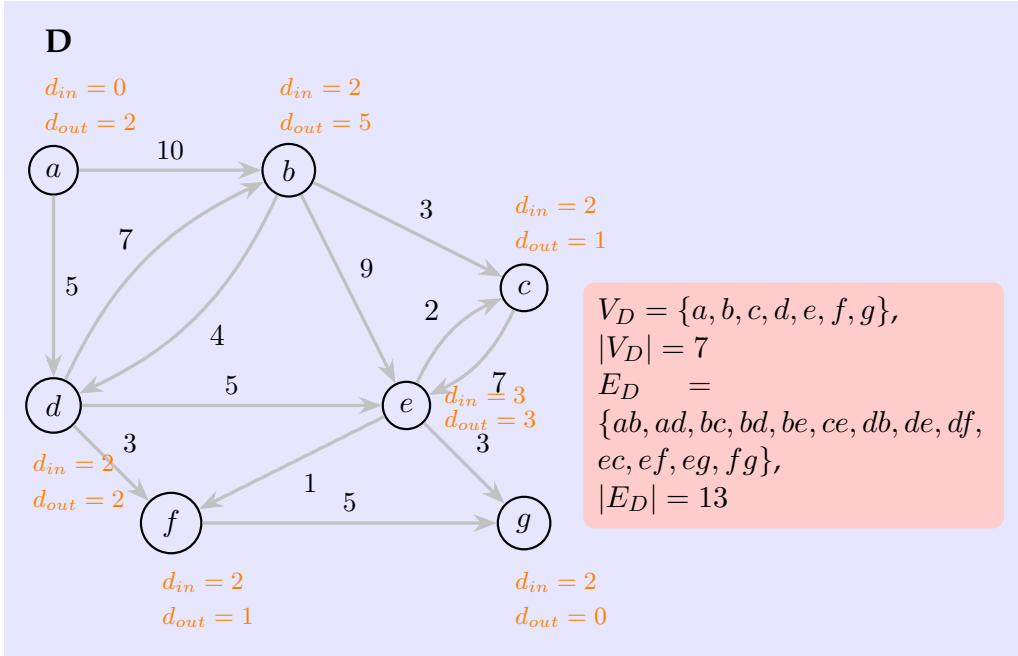 D
d_in = 0
d_out = 2
d_in = 2
d_out = 5
10
a
b
d_in = 2
d_out = 1
3
7
9
5
c
2
4
V_D = {a, b, c, d, e, f, g},
|V_D| = 7
E_D =
{ab, ad, bc, bd, be, ce, db, de, df,
ec, ef, eg, fg},
|E_D| = 13
7
5
d_in = 3
d_out = 3
d
e
3
3
d_in = 2
d_out = 2
1
5
f
g
d_in = 2
d_out = 1
d_in = 2
d_out = 0